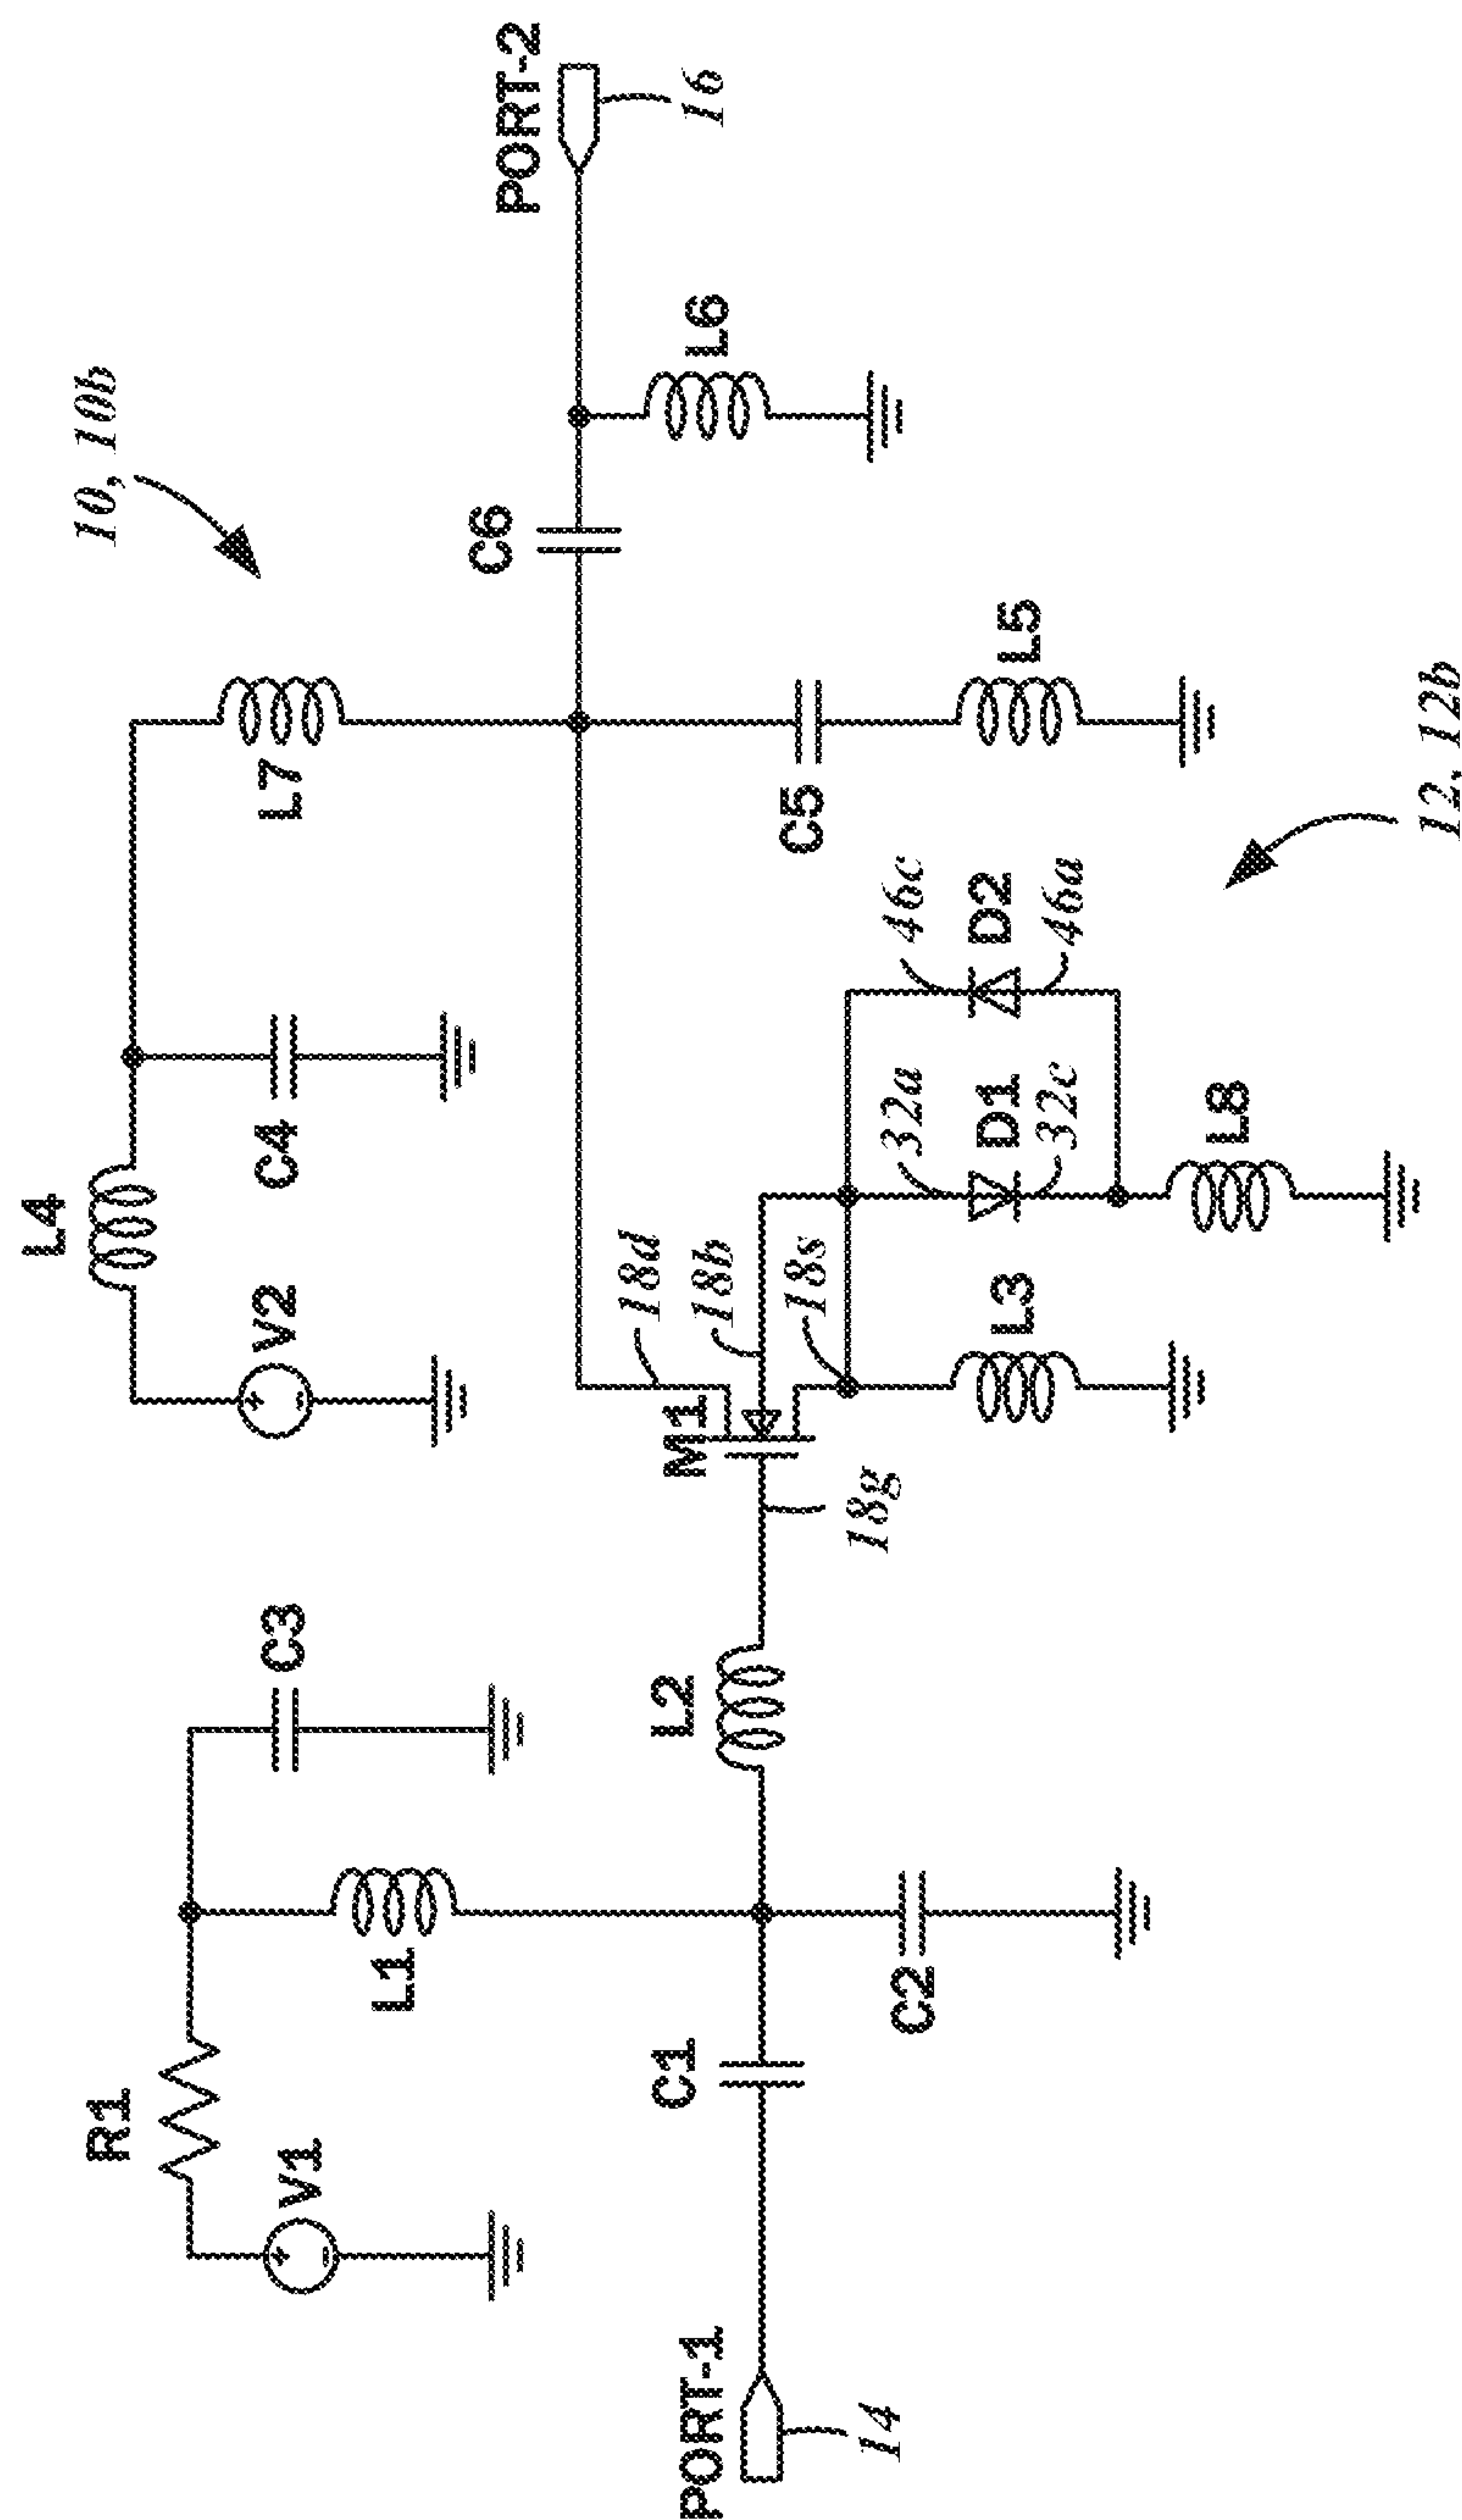 10, 10b
L4
R1
V1
L1
C3
V2
C4
L7
PORT-2
16
C6
L6
PORT-1
14
C1
C2
L2
M1
18g
18d
18b
18s
L3
32a
D1
32c
L8
46c
D2
46a
C5
L5
12, 12b